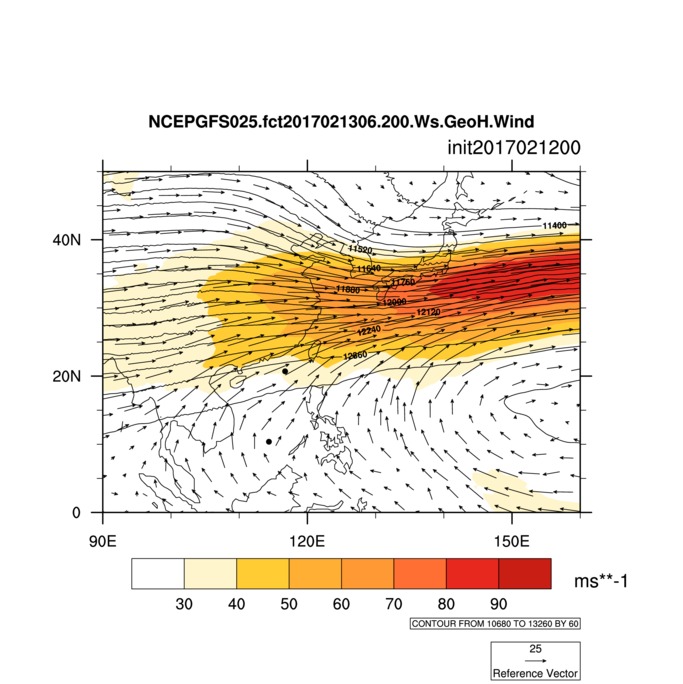 NCEPGFS025.fct2017021306.200.Ws.GeoH.Wind
init2017021200
11400
40N
11520
11640
11760
11880
12000
12120
12240
12360
20N
0
90E 120E 150E
ms**-1
30 40 50 60 70 80 90
CONTOUR FROM 10680 TO 13260 BY 60
25
Reference Vector